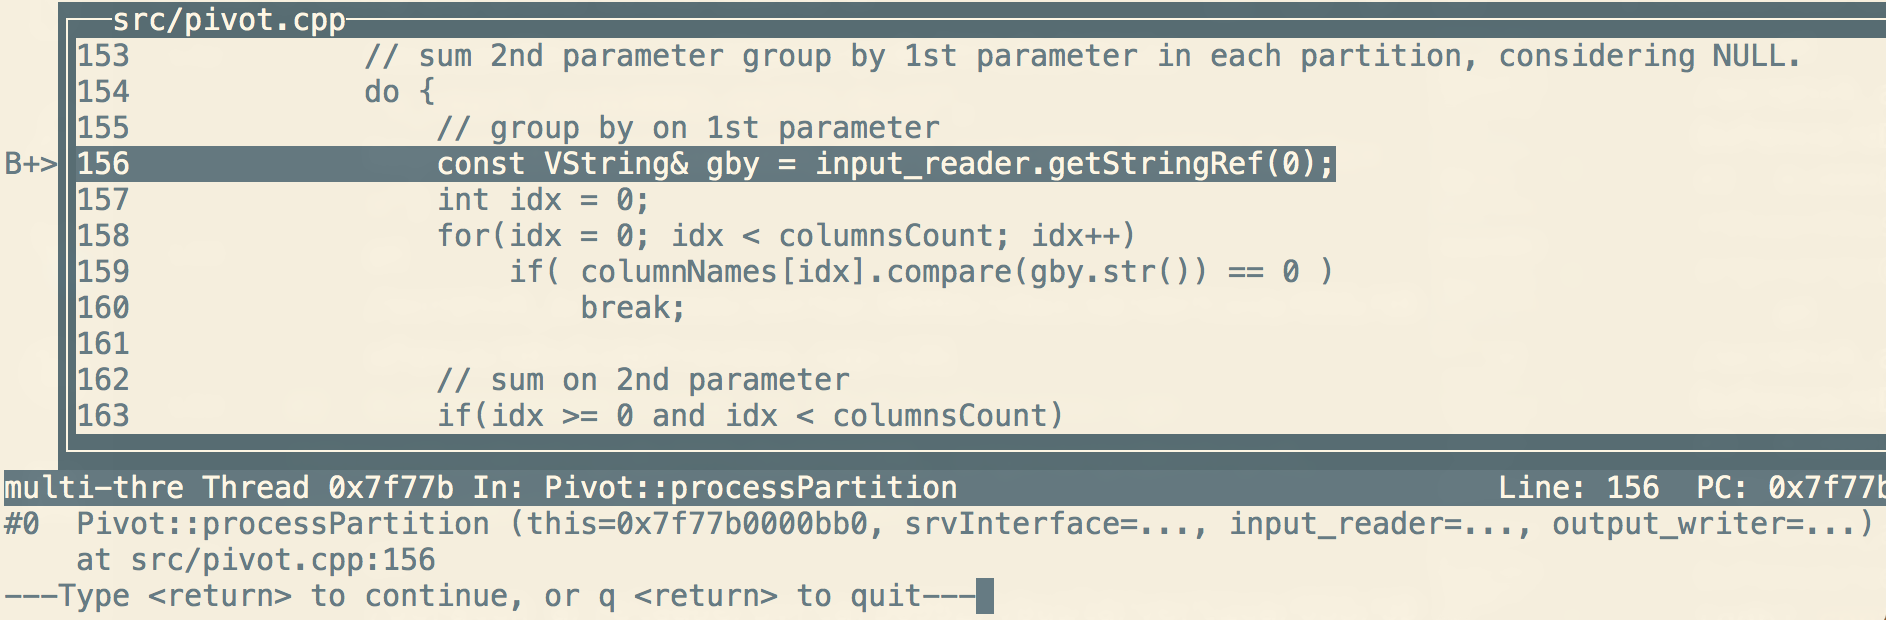 src/pivot.cpp
153             // sum 2nd parameter group by 1st parameter in each partition, considering NULL.
154             do {
155                 // group by on 1st parameter
B+> 156                 const VString& gby = input_reader.getStringRef(0);
157                 int idx = 0;
158                 for(idx = 0; idx < columnsCount; idx++)
159                     if( columnNames[idx].compare(gby.str()) == 0 )
160                         break;
161
162                 // sum on 2nd parameter
163                 if(idx >= 0 and idx < columnsCount)
multi-thre Thread 0x7f77b In: Pivot::processPartition                              Line: 156  PC: 0x7f77b
#0  Pivot::processPartition (this=0x7f77b0000bb0, srvInterface=..., input_reader=..., output_writer=...)
    at src/pivot.cpp:156
---Type <return> to continue, or q <return> to quit---